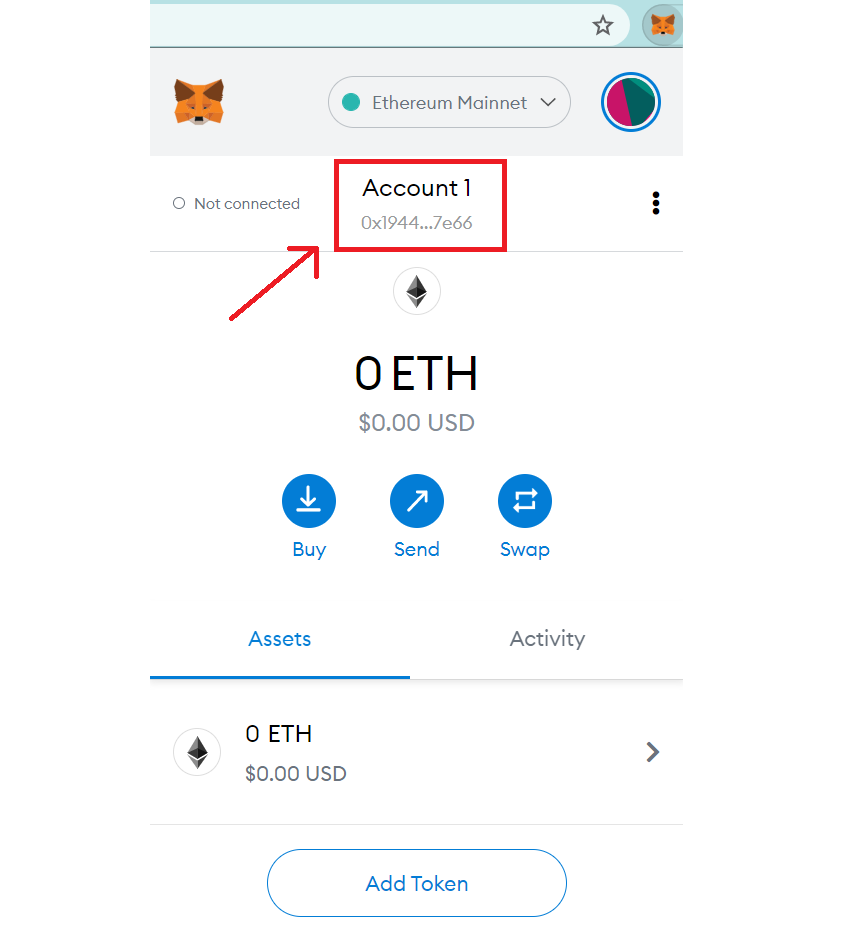 Ethereum Mainnet
Not connected
Account 1
0x1944...7e66
0 ETH
$0.00 USD
Buy
Send
Swap
Assets
Activity
0 ETH
$0.00 USD
Add Token